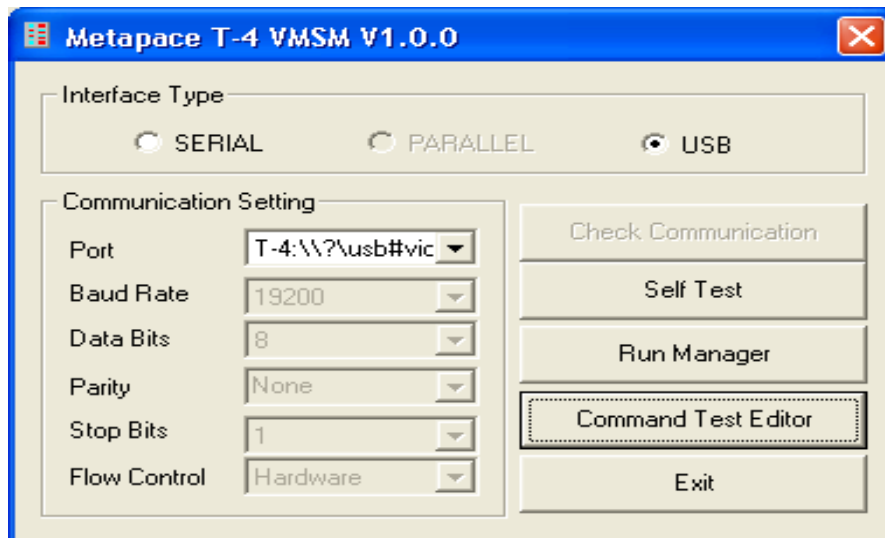 Metapace T-4 VMSM V1.0.0
Interface Type
SERIAL PARALLEL USB
Communication Setting
Port T-4:\\?\usb#vic
Baud Rate 19200
Data Bits 8
Parity None
Stop Bits 1
Flow Control Hardware
Check Communication
Self Test
Run Manager
Command Test Editor
Exit